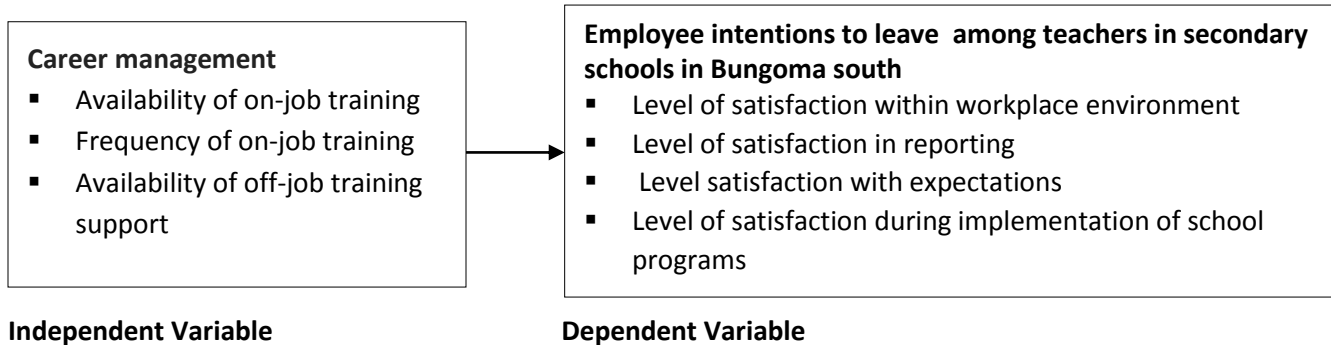 Career management
▪ Availability of on-job training
▪ Frequency of on-job training
▪ Availability of off-job training
support
Employee intentions to leave among teachers in secondary
schools in Bungoma south
▪ Level of satisfaction within workplace environment
▪ Level of satisfaction in reporting
▪ Level satisfaction with expectations
▪ Level of satisfaction during implementation of school
programs
Independent Variable
Dependent Variable